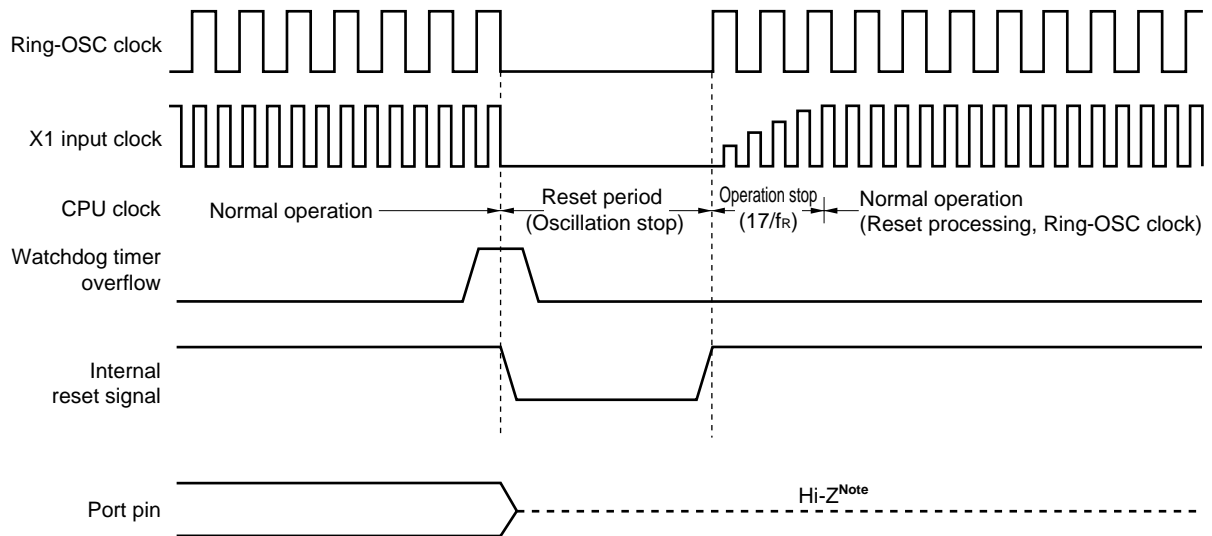 Ring-OSC clock
X1 input clock
CPU clock
Normal operation
Reset period
(Oscillation stop)
Operation stop
(17/fR)
Normal operation
(Reset processing, Ring-OSC clock)
Watchdog timer
overflow
Internal
reset signal
Port pin
Hi-ZNote